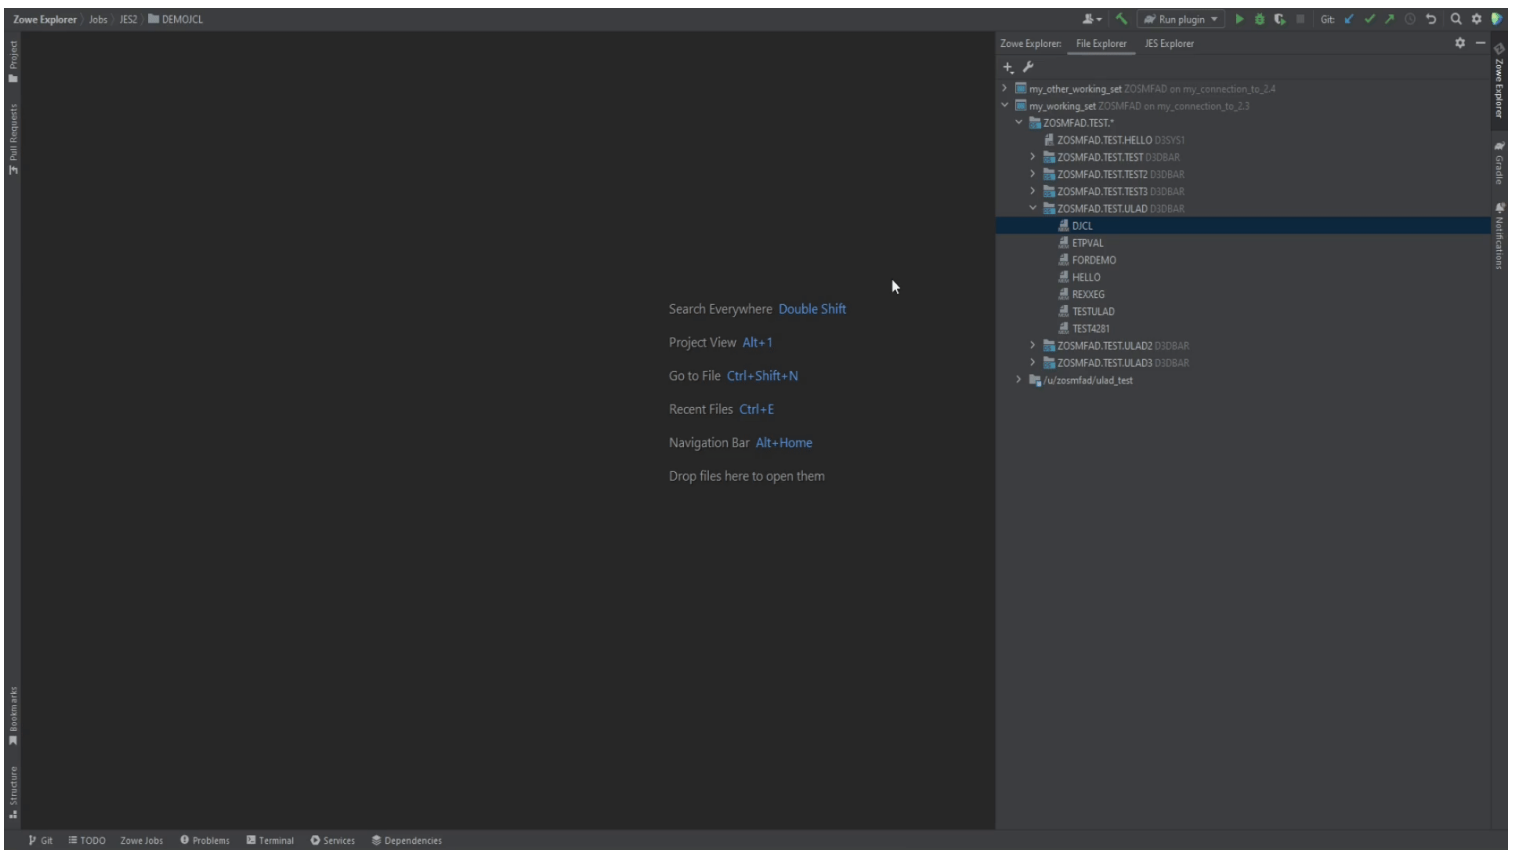 Zowe Explorer Jobs JES2 DEMOJCL
Run plugin Git:
Project
Pull Requests
Bookmarks
Structure
Search Everywhere Double Shift
Project View Alt+1
Go to File Ctrl+Shift+N
Recent Files Ctrl+E
Navigation Bar Alt+Home
Drop files here to open them
Zowe Explorer: File Explorer JES Explorer
my_other_working_set ZOSMFAD on my_connection_to_2.4
my_working_set ZOSMFAD on my_connection_to_2.3
ZOSMFAD.TEST.*
ZOSMFAD.TEST.HELLO D3SYS1
ZOSMFAD.TEST.TEST D3DBAR
ZOSMFAD.TEST.TEST2 D3DBAR
ZOSMFAD.TEST.TEST3 D3DBAR
ZOSMFAD.TEST.ULAD D3DBAR
DJCL
ETPVAL
FORDEMO
HELLO
REXXEG
TESTULAD
TEST4281
ZOSMFAD.TEST.ULAD2 D3DBAR
ZOSMFAD.TEST.ULAD3 D3DBAR
/u/zosmfad/ulad_test
Zowe Explorer
Gradle
Notifications
Git TODO Zowe Jobs Problems Terminal Services Dependencies